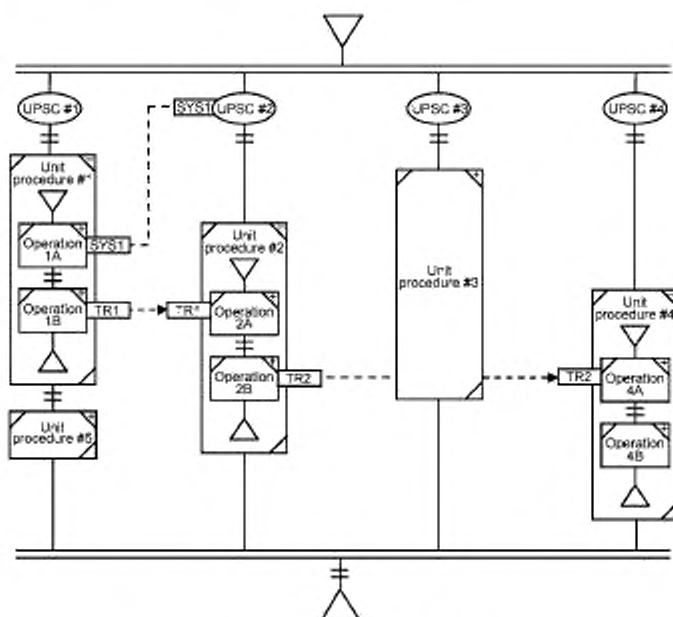 UPSC #1
SYS1
UPSC #2
UPSC #3
UPSC #4
Unit
procedure #1
Operation
1A
SYS1
Operation
1B
TR1
Unit
procedure #5
Unit
procedure #2
TR1
Operation
2A
Operation
2B
TR2
Unit
procedure #3
Unit
procedure #4
TR2
Operation
4A
Operation
4B